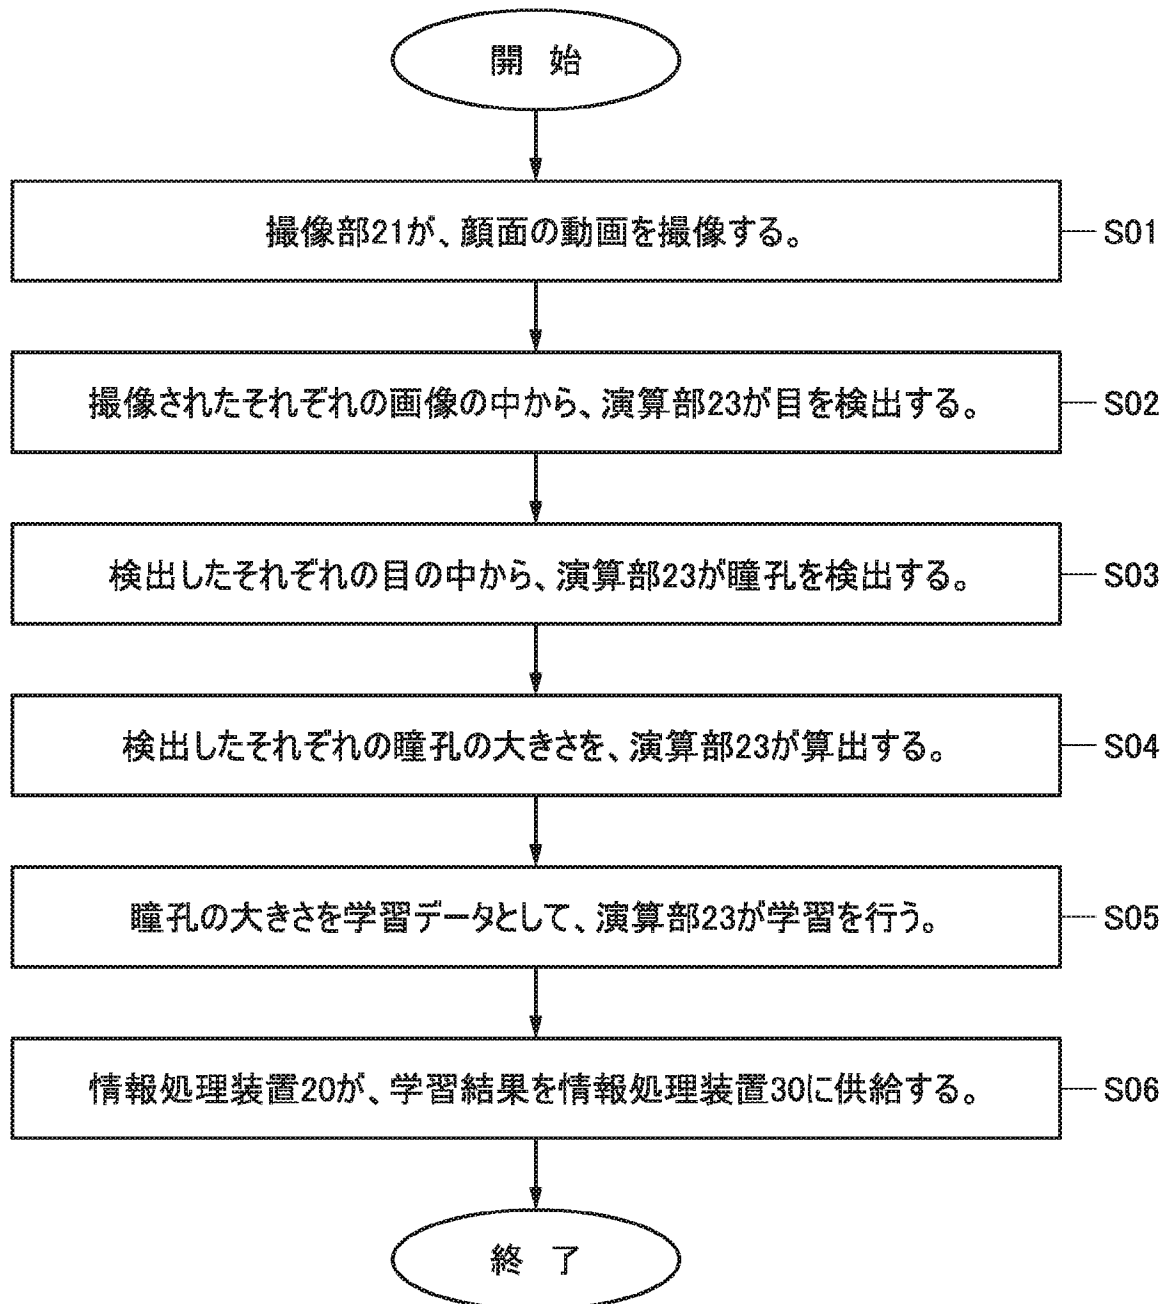 開 始
撮像部21が、顔面の動画を撮像する。
S01
撮像されたそれぞれの画像の中から、演算部23が目を検出する。
S02
検出したそれぞれの目の中から、演算部23が瞳孔を検出する。
S03
検出したそれぞれの瞳孔の大きさを、演算部23が算出する。
S04
瞳孔の大きさを学習データとして、演算部23が学習を行う。
S05
情報処理装置20が、学習結果を情報処理装置30に供給する。
S06
終 了